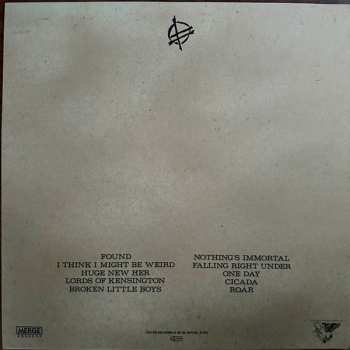 FOUND
I THINK I MIGHT BE WEIRD
HUGE NEW HER
LORDS OF KENSINGTON
BROKEN LITTLE BOYS
NOTHING'S IMMORTAL
FALLING RIGHT UNDER
ONE DAY
CICADA
ROAR
MERGE
RECORDS